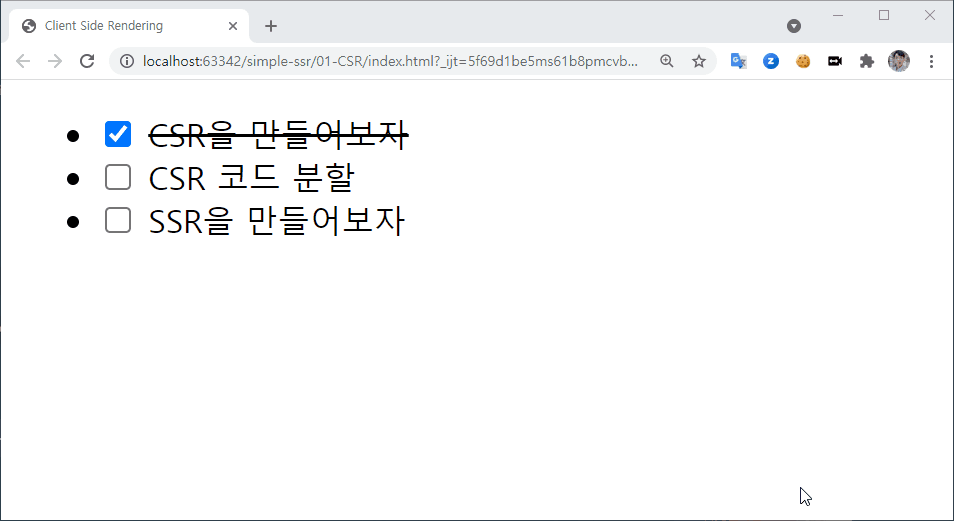 Client Side Rendering
localhost:63342/simple-ssr/01-CSR/index.html?_ijt=5f69d1be5ms61b8pmcvb...
CSR을 만들어보자
CSR 코드 분할
SSR을 만들어보자